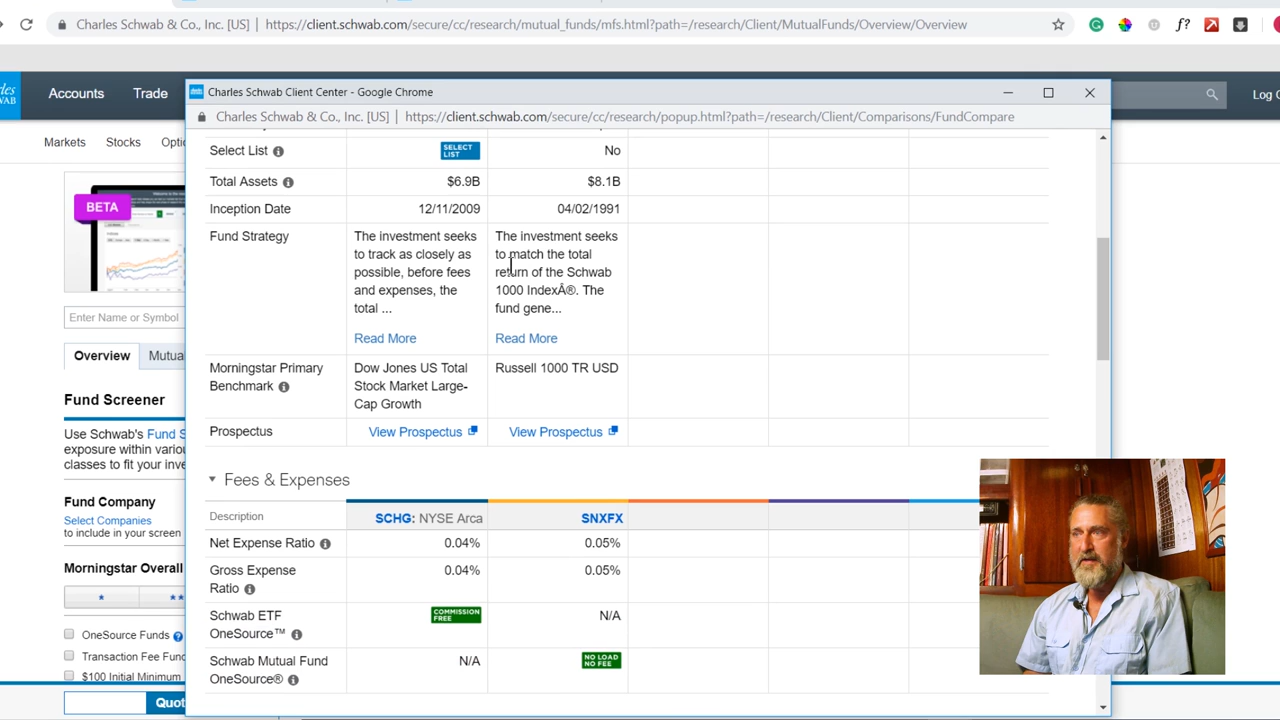 Charles Schwab & Co., Inc. [US] | https://client.schwab.com/secure/cc/research/mutual_funds/mfs.html?path=/research/Client/MutualFunds/Overview/Overview
f?
Accounts
Trade
Log
Charles Schwab Client Center - Google Chrome
Charles Schwab & Co., Inc. [US] | https://client.schwab.com/secure/cc/research/popup.html?path=/research/Client/Comparisons/FundCompare
Markets
Stocks
BETA
Enter Name or Symbol
Overview
Fund Screener
Use Schwab's Fund S
exposure within variou
classes to fit your inve
Fund Company
Select Companies
to include in your screen
Morningstar Overall
OneSource Funds
Transaction Fee Fund
$100 Initial Minimum
Select List
SELECT
LIST
No
Total Assets
$6.9B
$8.1B
Inception Date
12/11/2009
04/02/1991
Fund Strategy
The investment seeks
to track as closely as
possible, before fees
and expenses, the
total ...
Read More
The investment seeks
to match the total
return of the Schwab
1000 IndexÂ®. The
fund gene...
Read More
Morningstar Primary
Benchmark
Dow Jones US Total
Stock Market Large-
Cap Growth
Russell 1000 TR USD
Prospectus
View Prospectus
View Prospectus
Fees & Expenses
Description
SCHG: NYSE Arca
SNXFX
Net Expense Ratio
0.04%
0.05%
Gross Expense
Ratio
0.04%
0.05%
Schwab ETF
OneSource™
COMMISSION
FREE
N/A
Schwab Mutual Fund
OneSource®
N/A
NO LOAD
NO FEE